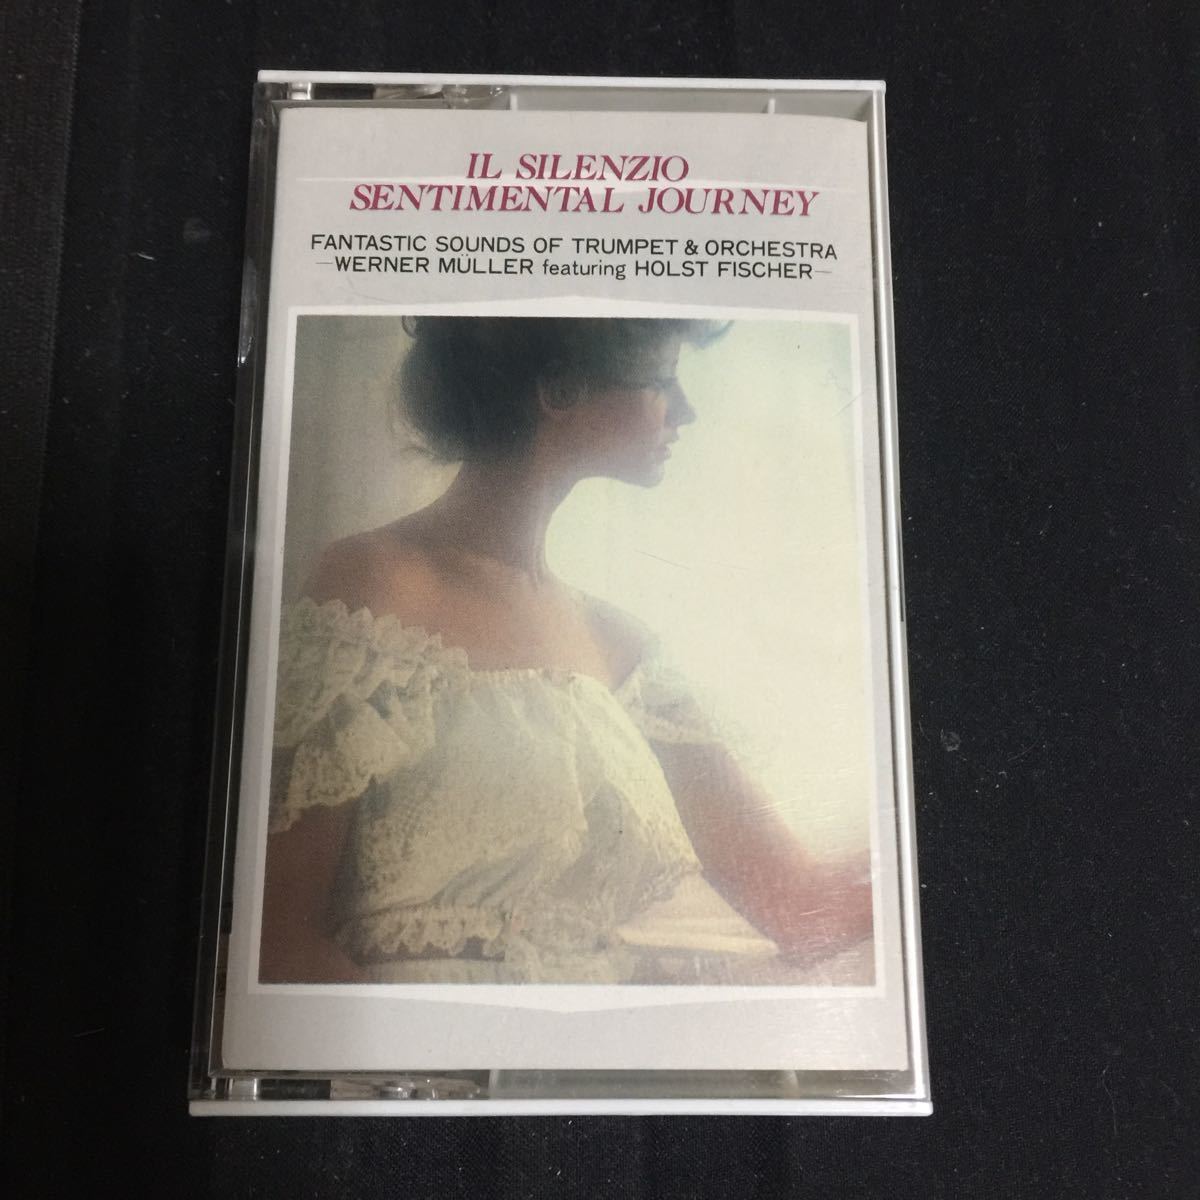 IL SILENZIO
SENTIMENTAL JOURNEY
FANTASTIC SOUNDS OF TRUMPET & ORCHESTRA
—WERNER MÜLLER featuring HOLST FISCHER—